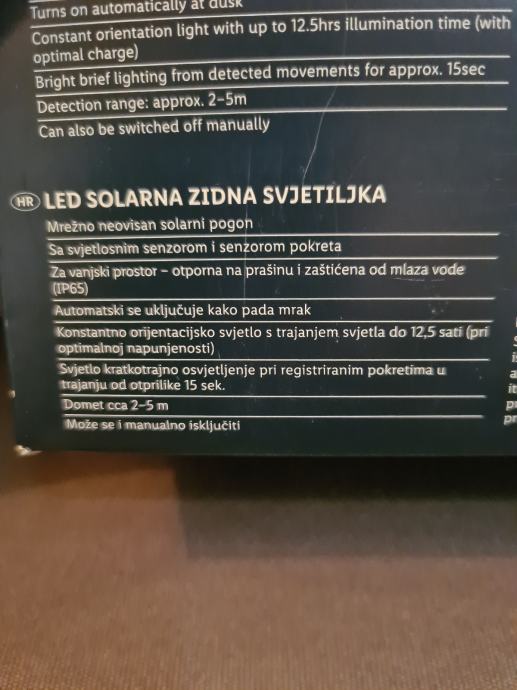 Turns on automatically at dusk
Constant orientation light with up to 12.5hrs illumination time (with
optimal charge)
Bright brief lighting from detected movements for approx. 15sec
Detection range: approx. 2–5m
Can also be switched off manually
HR LED SOLARNA ZIDNA SVJETILJKA
Mrežno neovisan solarni pogon
Sa svjetlosnim senzorom i senzorom pokreta
Za vanjski prostor – otporna na prašinu i zaštićena od mlaza vode
(IP65)
Automatski se uključuje kako pada mrak
Konstantno orijentacijsko svjetlo s trajanjem svjetla do 12,5 sati (pri
optimalnoj napunjenosti)
Svjetlo kratkotrajno osvjetljenje pri registriranim pokretima u
trajanju od otprilike 15 sek.
Domet cca 2–5 m
Može se i manualno isključiti